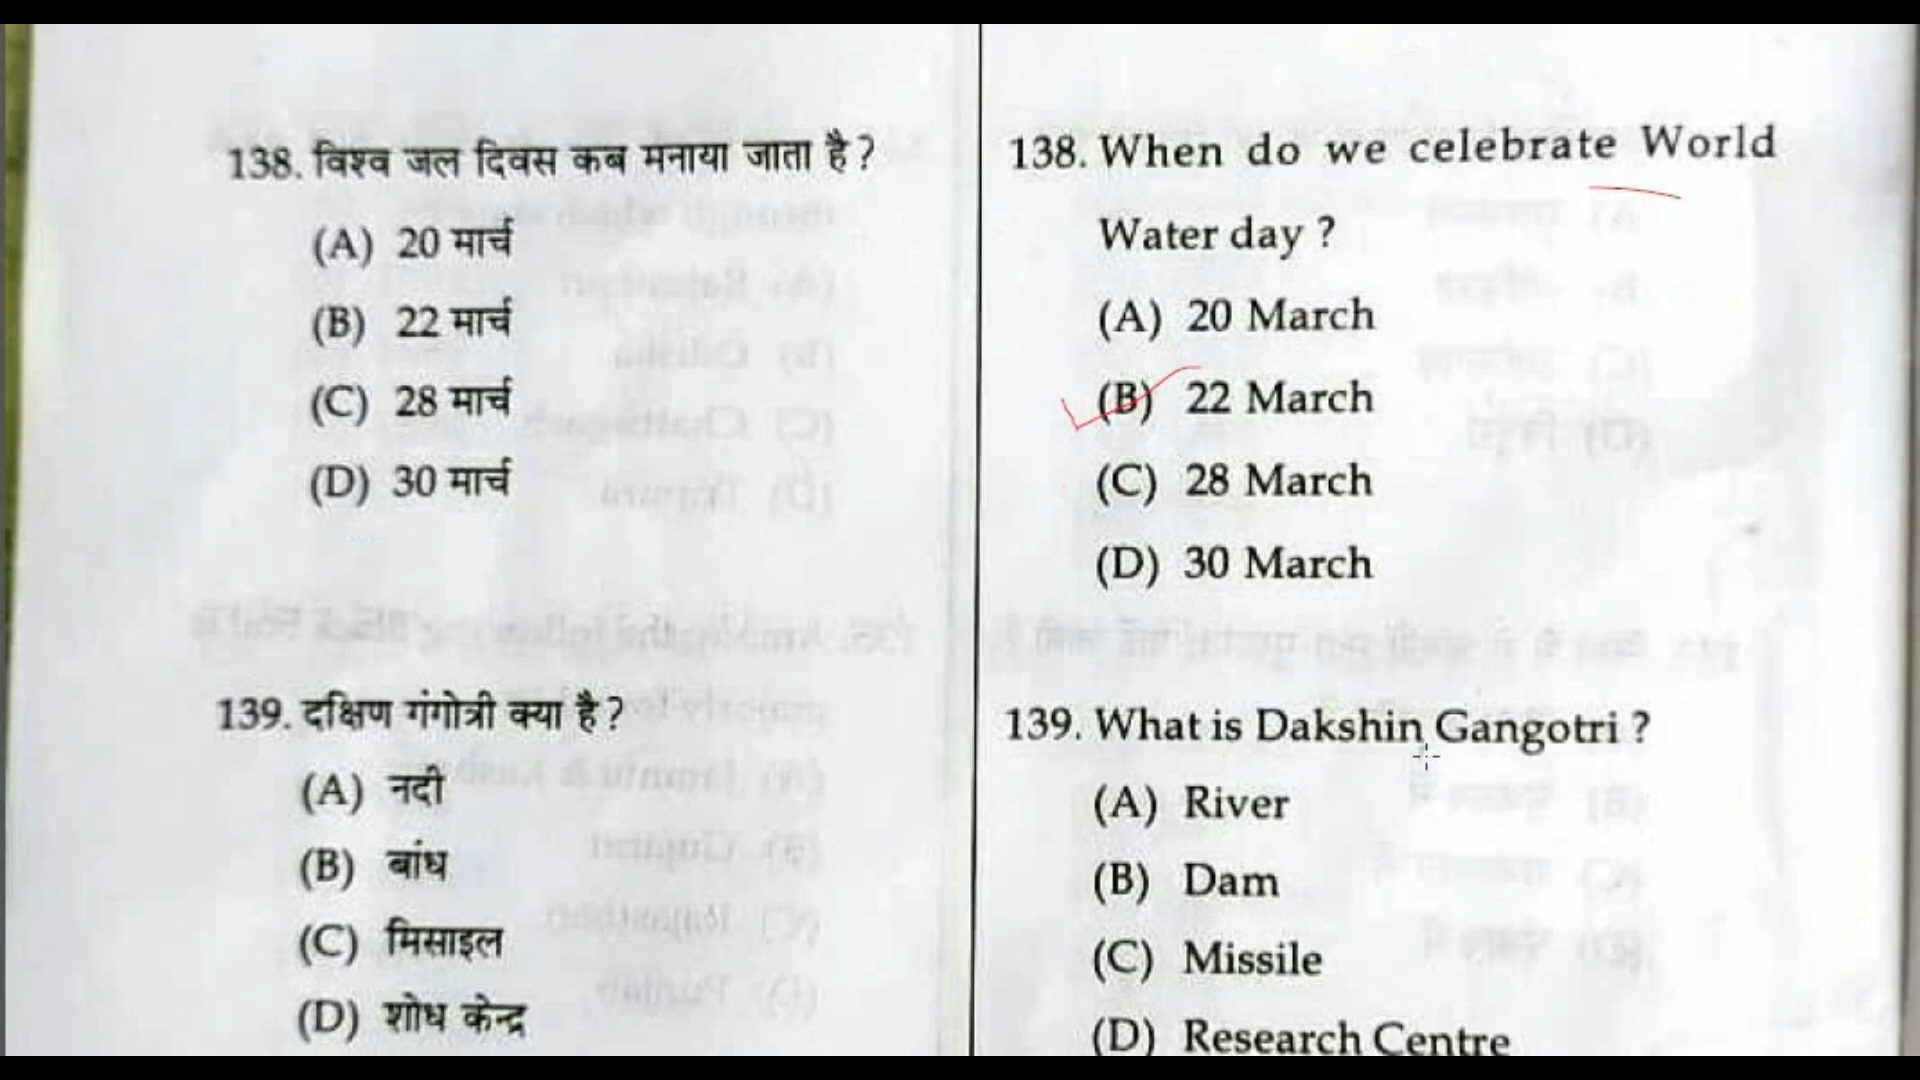 138. विश्व जल दिवस कब मनाया जाता है ?
(A) 20 मार्च
(B) 22 मार्च
(C) 28 मार्च
(D) 30 मार्च
139. दक्षिण गंगोत्री क्या है ?
(A) नदी
(B) बांध
(C) मिसाइल
(D) शोध केन्द्र
138. When do we celebrate World
Water day ?
(A) 20 March
(B) 22 March
(C) 28 March
(D) 30 March
139. What is Dakshin Gangotri ?
(A) River
(B) Dam
(C) Missile
(D) Research Centre